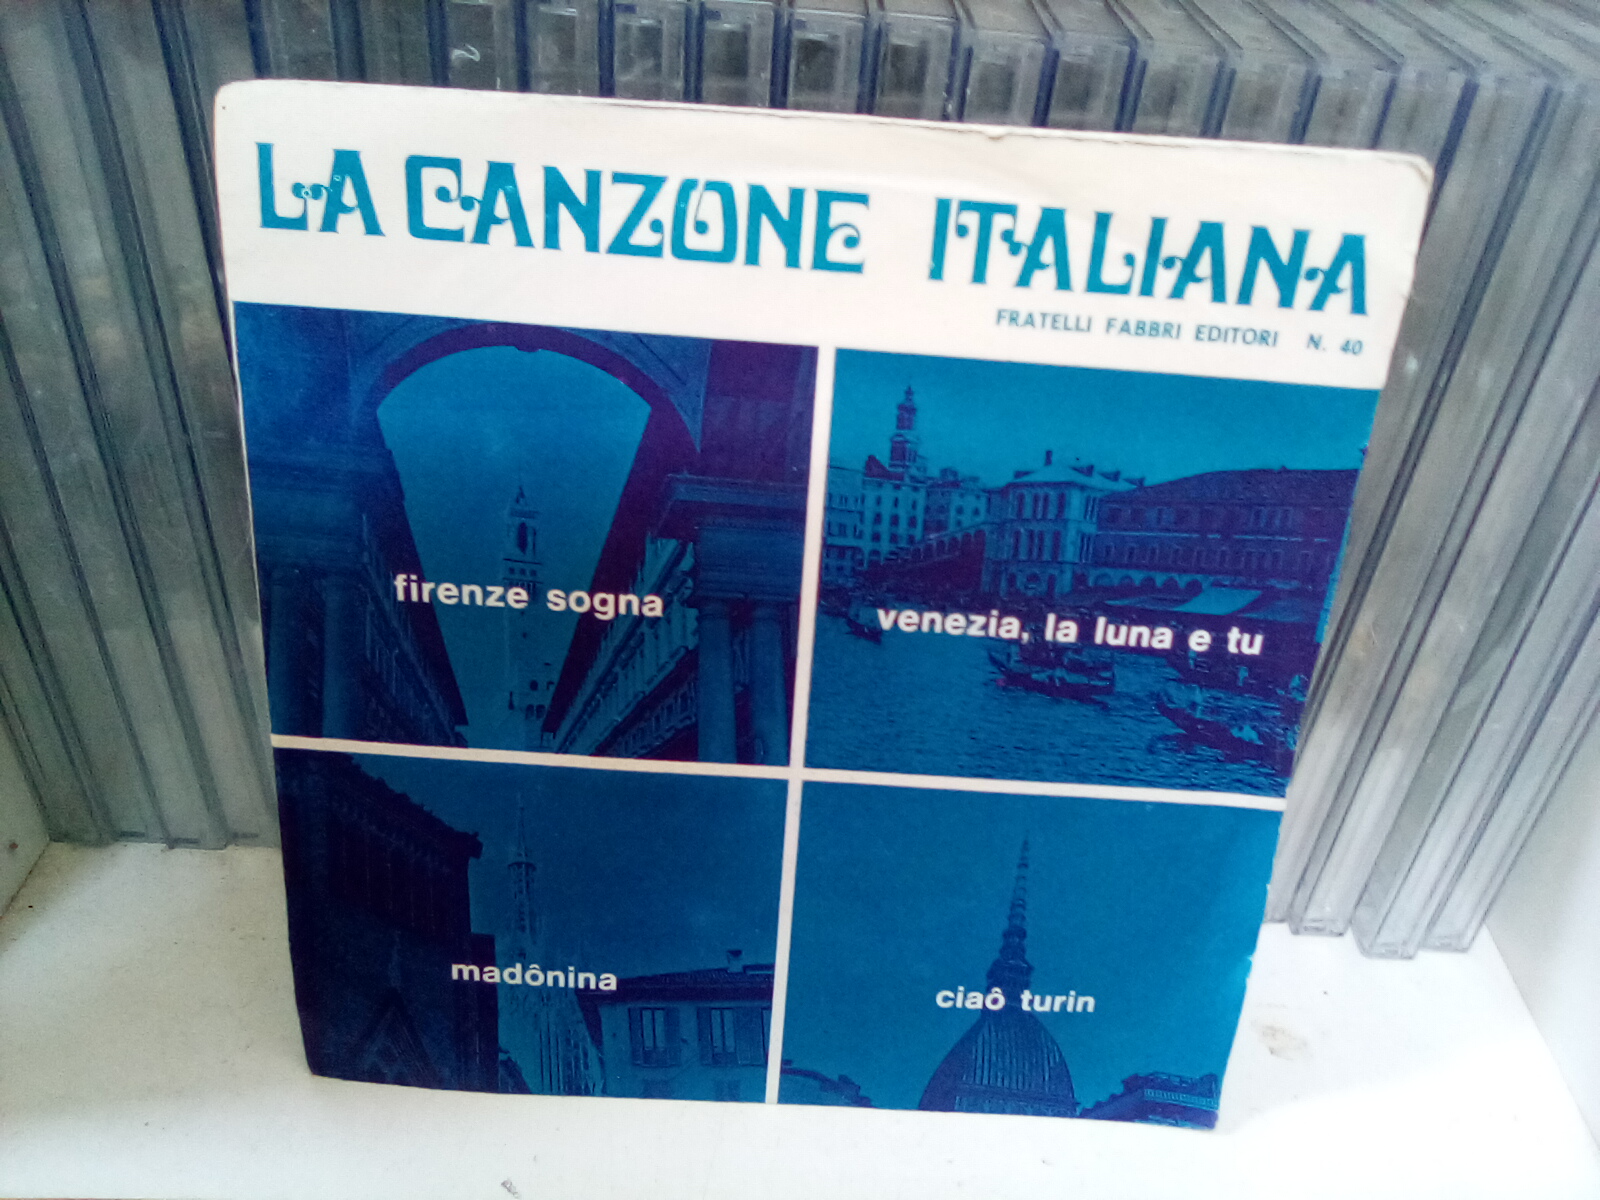 LA CANZONE ITALIANA
FRATELLI FABBRI EDITORI N. 40
firenze sogna
venezia, la luna e tu
madônina
ciaô turin